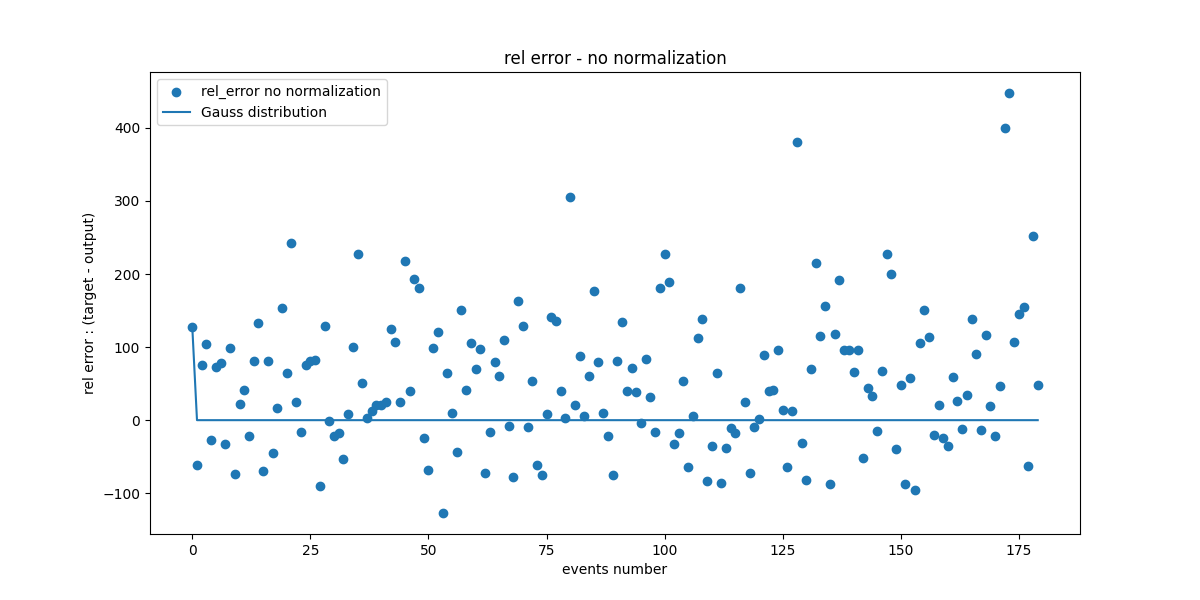 rel error - no normalization
rel_error no normalization
Gauss distribution
rel error : (target - output)
400
300
200
100
0
−100
0 25 50 75 100 125 150 175
events number